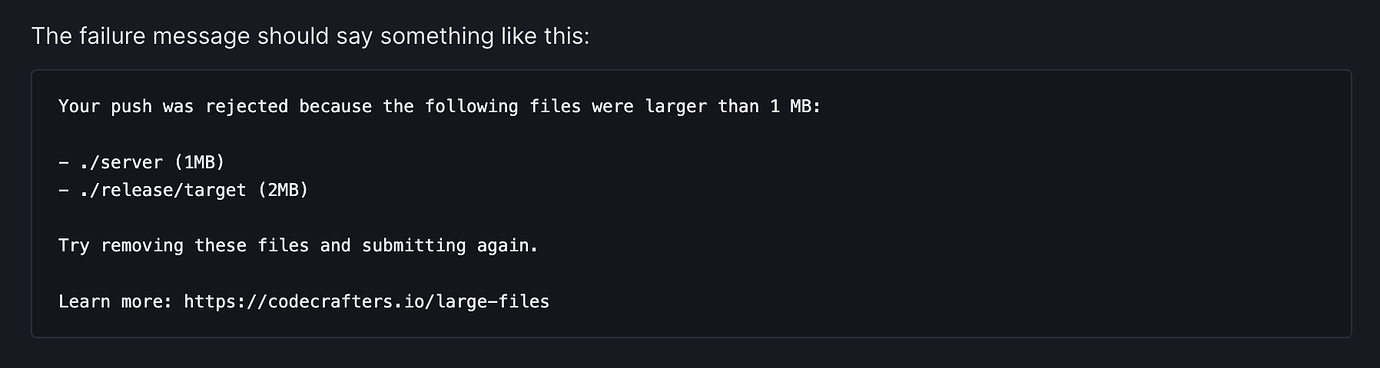 The failure message should say something like this:
Your push was rejected because the following files were larger than 1 MB:
- ./server (1MB)
- ./release/target (2MB)
Try removing these files and submitting again.
Learn more: https://codecrafters.io/large-files